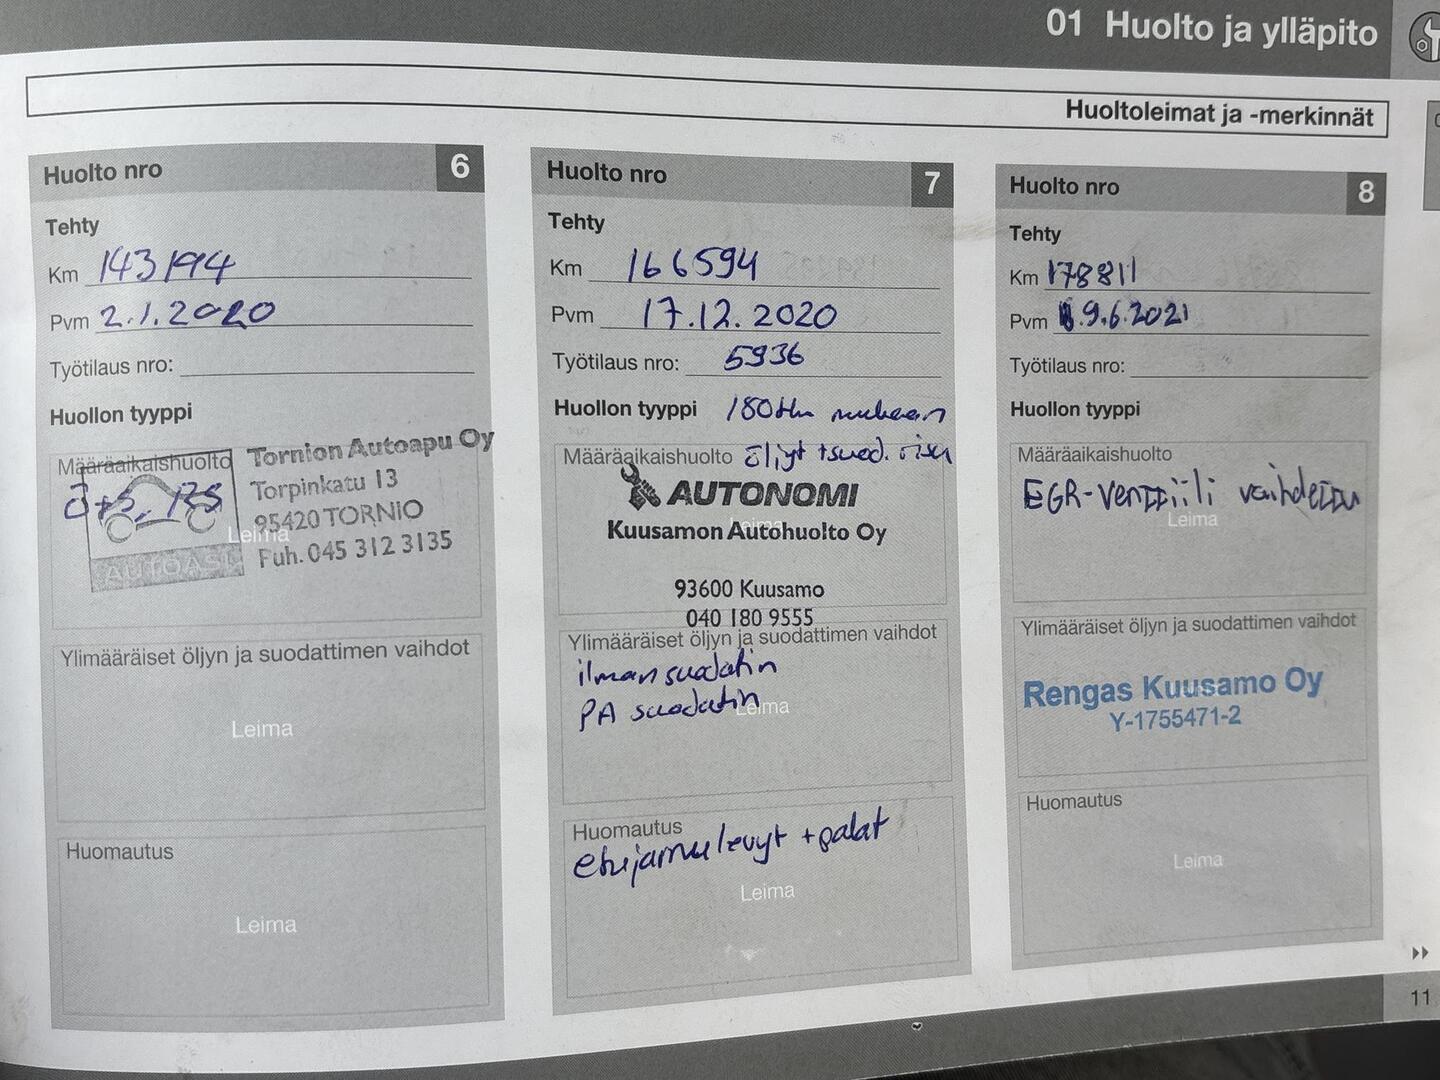 01 Huolto ja ylläpito
Huoltoleimat ja -merkinnät
Huolto nro 6
Tehty
Km 143194
Pvm 2.1.2020
Työtilaus nro:
Huollon tyyppi
Määräaikaishuolto
Tornion Autoapu Oy
Torpinkatu 13
95420 TORNIO
Puh. 045 312 3135
Leima
Ylimääräiset öljyn ja suodattimen vaihdot
Leima
Huomautus
Leima
Huolto nro 7
Tehty
Km 166594
Pvm 17.12.2020
Työtilaus nro: 5936
Huollon tyyppi 180tkm mukaan
Määräaikaishuolto öljyt + suod.
AUTONOMI
Kuusamon Autohuolto Oy
Leima
93600 Kuusamo
040 180 9555
Ylimääräiset öljyn ja suodattimen vaihdot
ilmansuodatin
PA suodatin
Leima
Huomautus
etujarrulevyt + palat
Leima
Huolto nro 8
Tehty
Km 178811
Pvm 9.6.2021
Työtilaus nro:
Huollon tyyppi
Määräaikaishuolto
EGR-venttiili vaihdettu
Leima
Ylimääräiset öljyn ja suodattimen vaihdot
Rengas Kuusamo Oy
Leima
Y-1755471-2
Huomautus
Leima
11